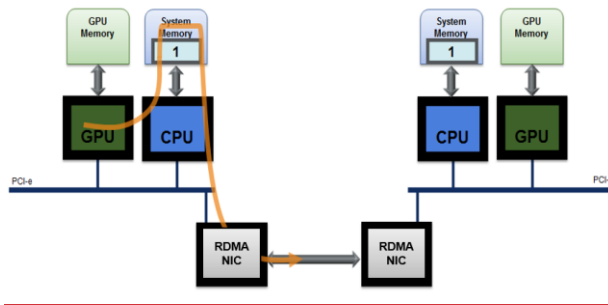 GPU
Memory
System
Memory
1
System
Memory
1
GPU
Memory
GPU
CPU
CPU
GPU
PCI-e
PCI-
RDMA
NIC
RDMA
NIC